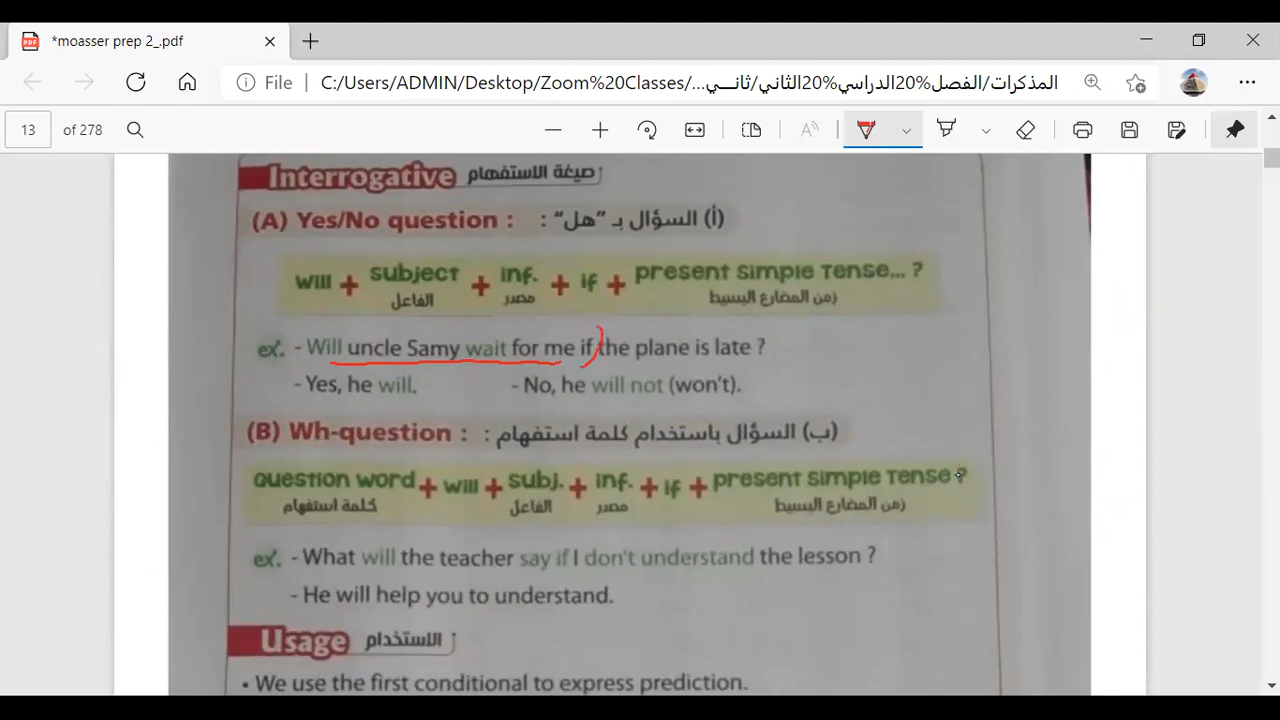 *moasser prep 2_.pdf
File C:/Users/ADMIN/Desktop/Zoom%20Classes/المذكرات/الفصل%20الدراسي%20الثاني/ثانـــي...
13 of 278
Interrogative صيغة الاستفهام
(A) Yes/No question : : (أ) السؤال بـ "هل"
will + subject + inf. + if + present simple tense... ?
الفاعل مصدر زمن المضارع البسيط
ex. - Will uncle Samy wait for me if the plane is late ?
- Yes, he will. - No, he will not (won't).
(B) Wh-question : : (ب) السؤال باستخدام كلمة استفهام
question word + will + subj. + inf. + if + present simple tense ?
كلمة استفهام الفاعل مصدر زمن المضارع البسيط
ex. - What will the teacher say if I don't understand the lesson ?
- He will help you to understand.
Usage الاستخدام
• We use the first conditional to express prediction.